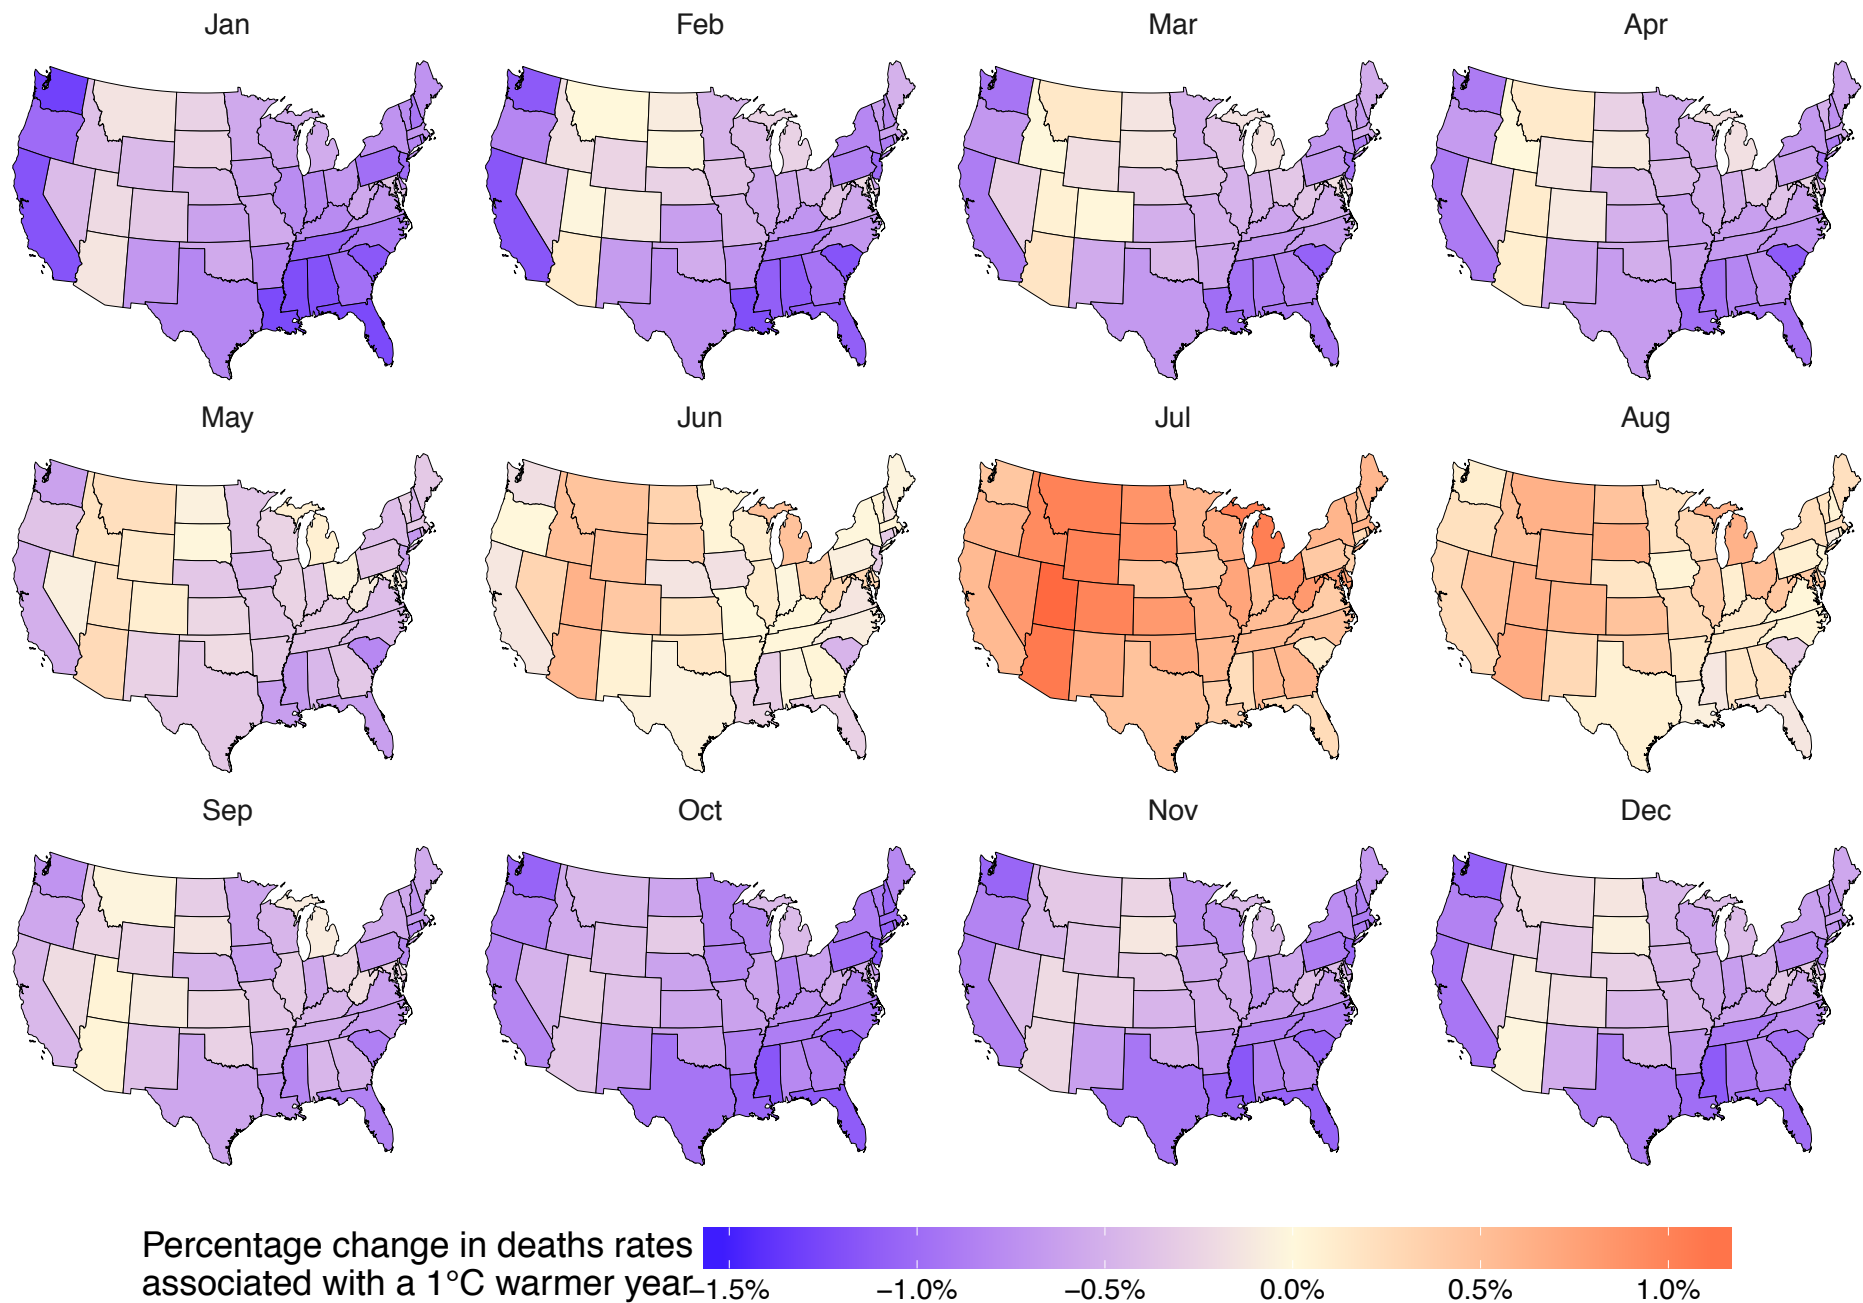 Jan
Feb
Mar
Apr
May
Jun
Jul
Aug
Sep
Oct
Nov
Dec
Percentage change in deaths rates
associated with a 1°C warmer year
−1.5%
−1.0%
−0.5%
0.0%
0.5%
1.0%